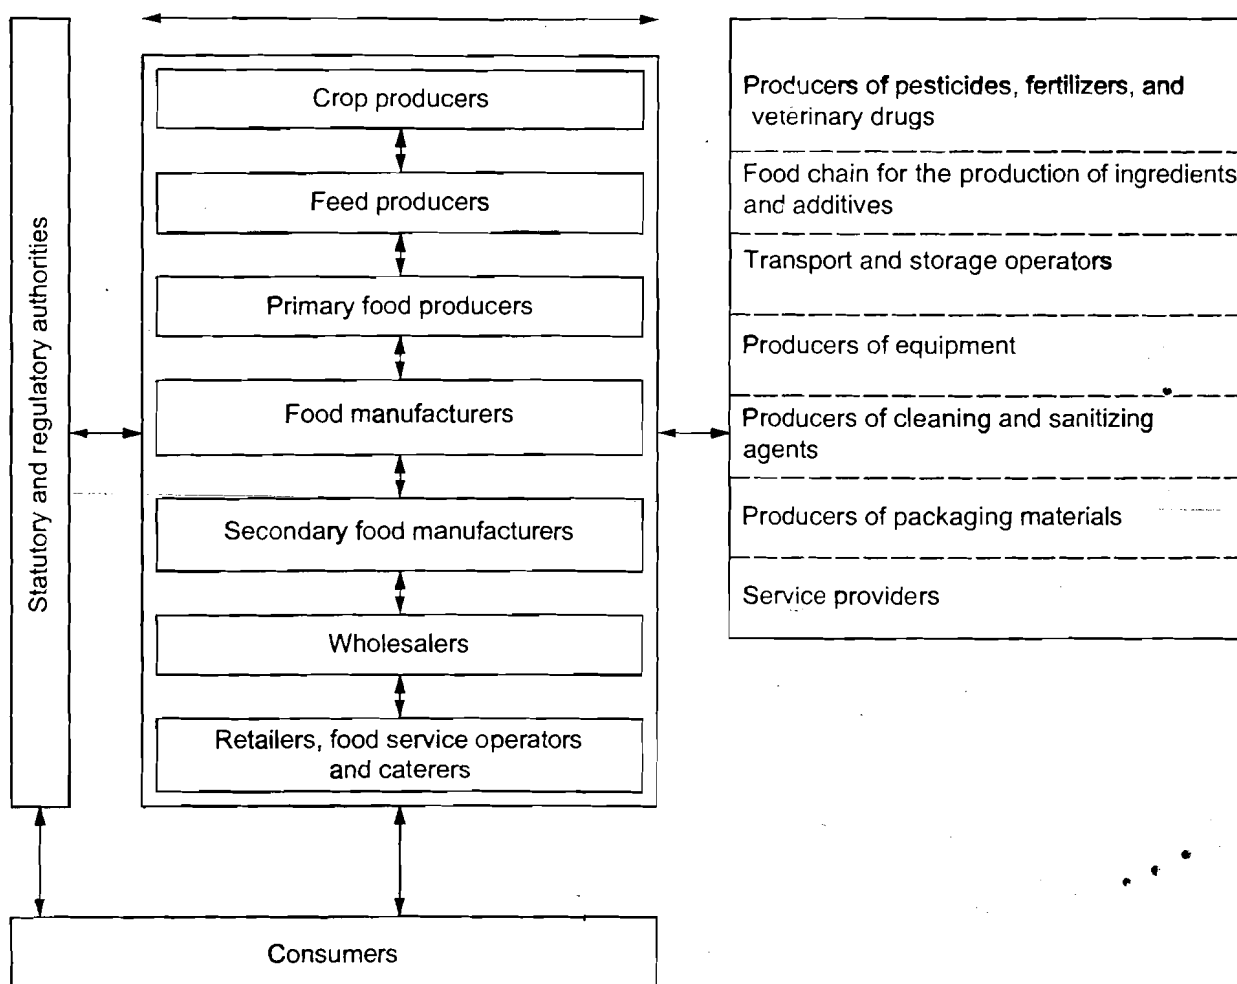 Statutory and regulatory authorities
Crop producers
Feed producers
Primary food producers
Food manufacturers
Secondary food manufacturers
Wholesalers
Retailers, food service operators
and caterers
Consumers
Producers of pesticides, fertilizers, and
veterinary drugs
Food chain for the production of ingredients
and additives
Transport and storage operators
Producers of equipment
Producers of cleaning and sanitizing
agents
Producers of packaging materials
Service providers